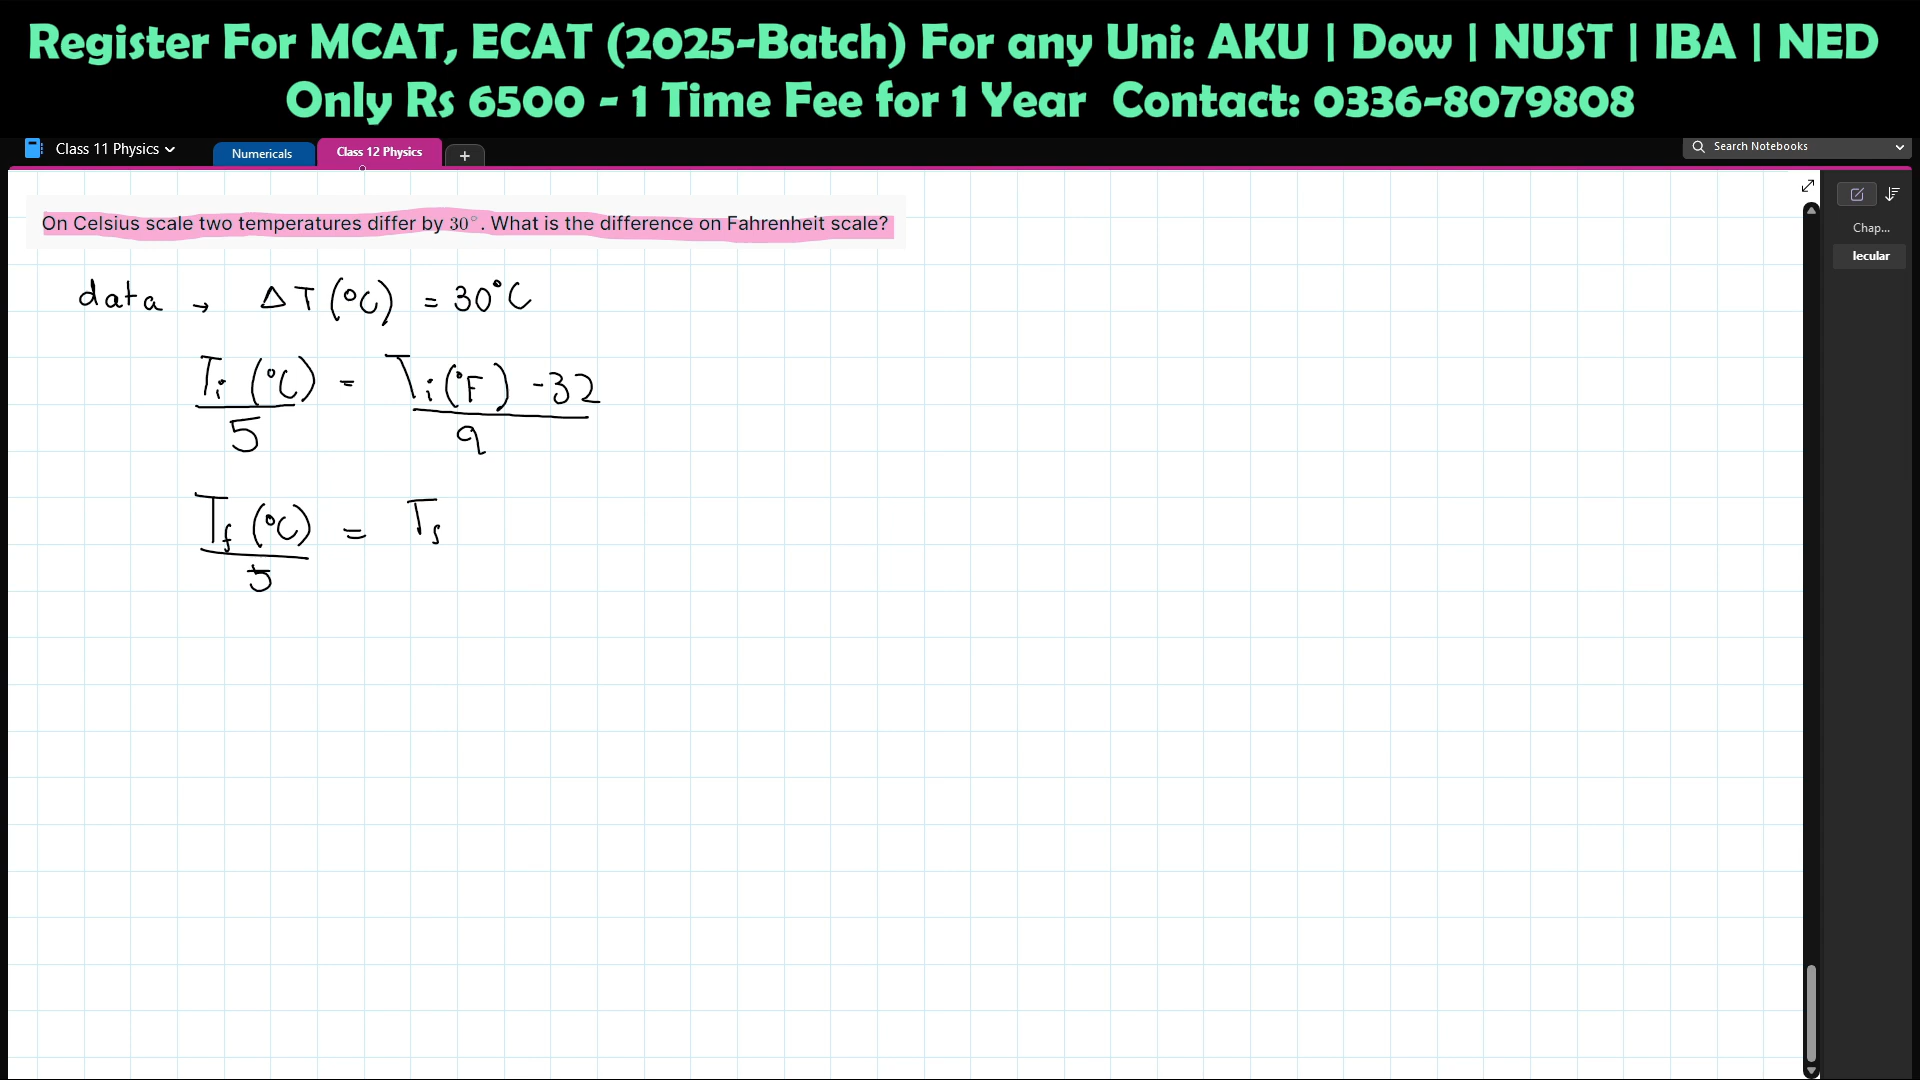 Register For MCAT, ECAT (2025-Batch) For any Uni: AKU | Dow | NUST | IBA | NED
Only Rs 6500 - 1 Time Fee for 1 Year Contact: 0336-8079808
Class 11 Physics
Numericals
Class 12 Physics
+
Search Notebooks
Chap...
lecular
On Celsius scale two temperatures differ by 30°. What is the difference on Fahrenheit scale?
data → ΔT (°C) = 30°C
Ti (°C) = Ti (°F) -32
5 9
Tf (°C) = Tf
5